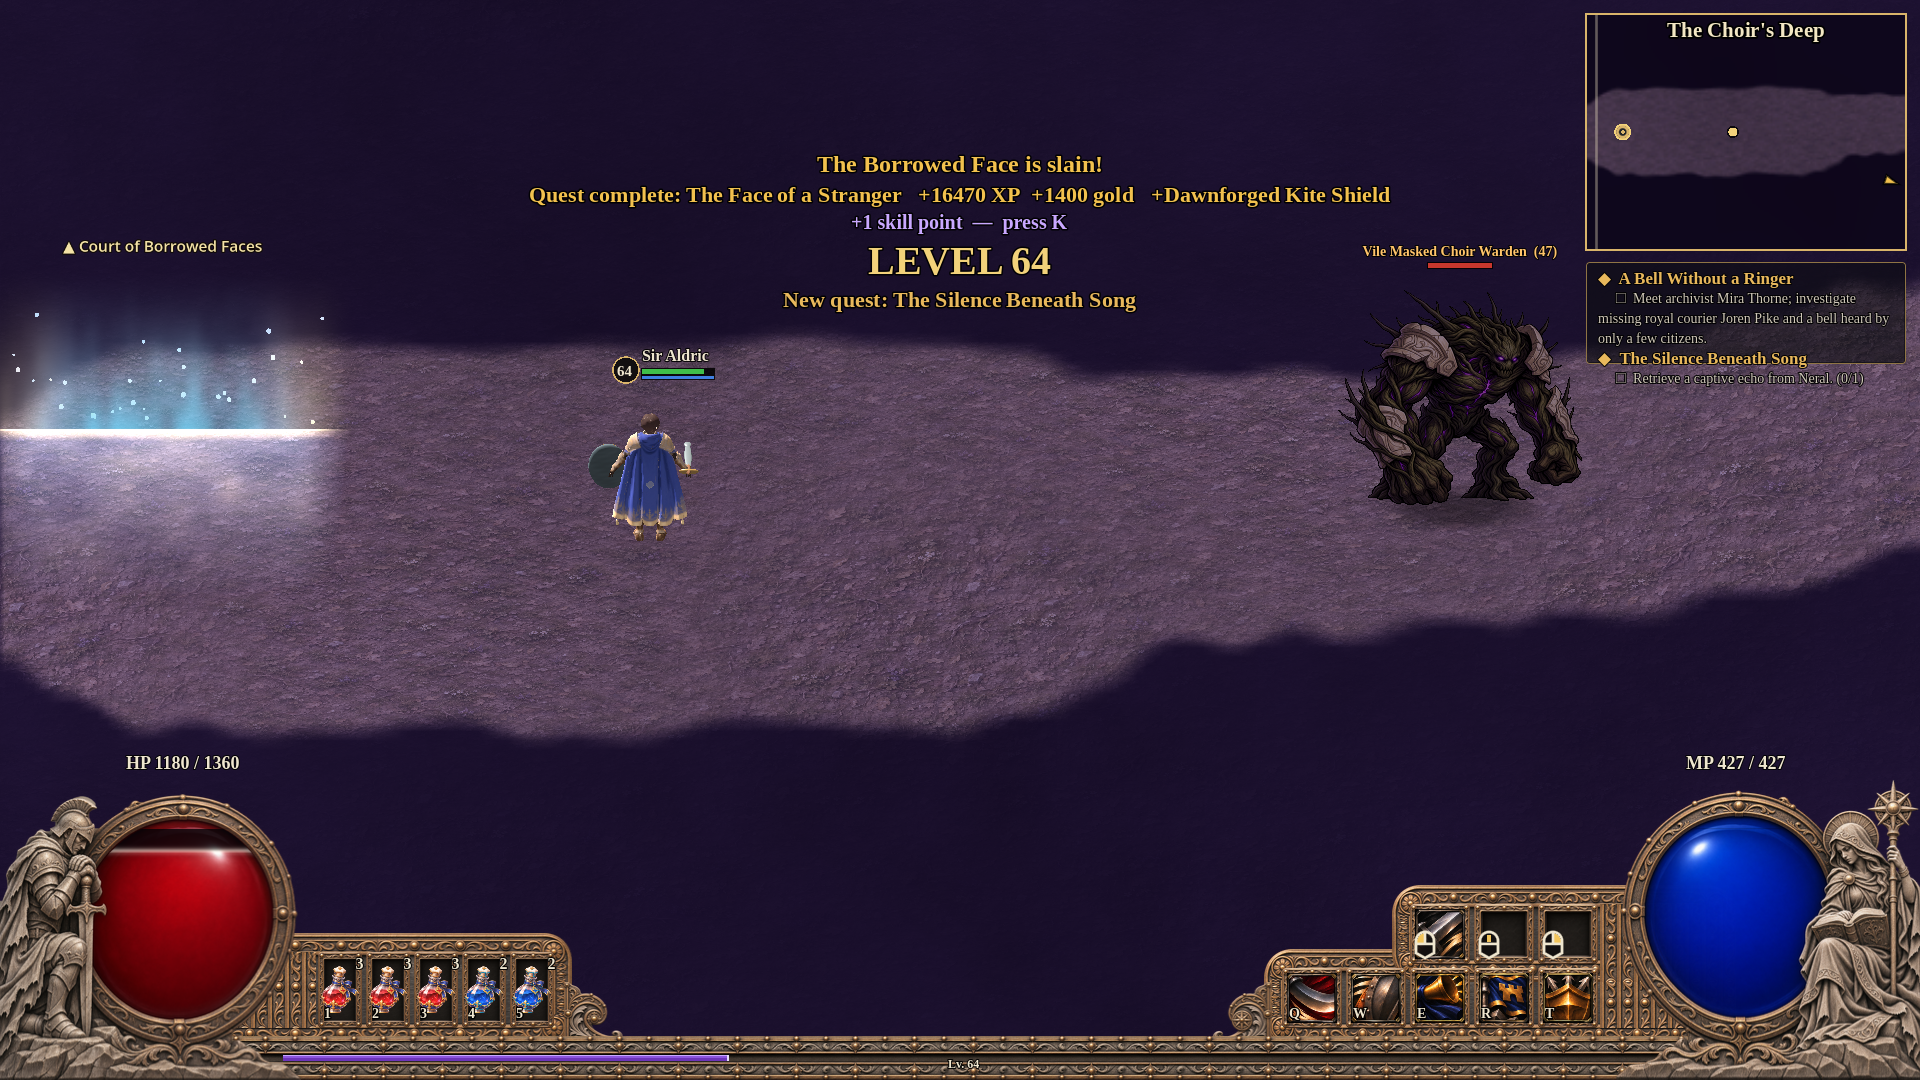 The Choir's Deep
The Borrowed Face is slain!
Quest complete: The Face of a Stranger +16470 XP +1400 gold +Dawnforged Kite Shield
+1 skill point — press K
▲ Court of Borrowed Faces
LEVEL 64
Vile Masked Choir Warden (47)
New quest: The Silence Beneath Song
◆ A Bell Without a Ringer
☐ Meet archivist Mira Thorne; investigate
missing royal courier Joren Pike and a bell heard by
only a few citizens.
◆ The Silence Beneath Song
☐ Retrieve a captive echo from Neral. (0/1)
Sir Aldric
64
HP 1180 / 1360
MP 427 / 427
3 3 3 2 2
1 2 3 4 5
Q W E R T
Lv. 64